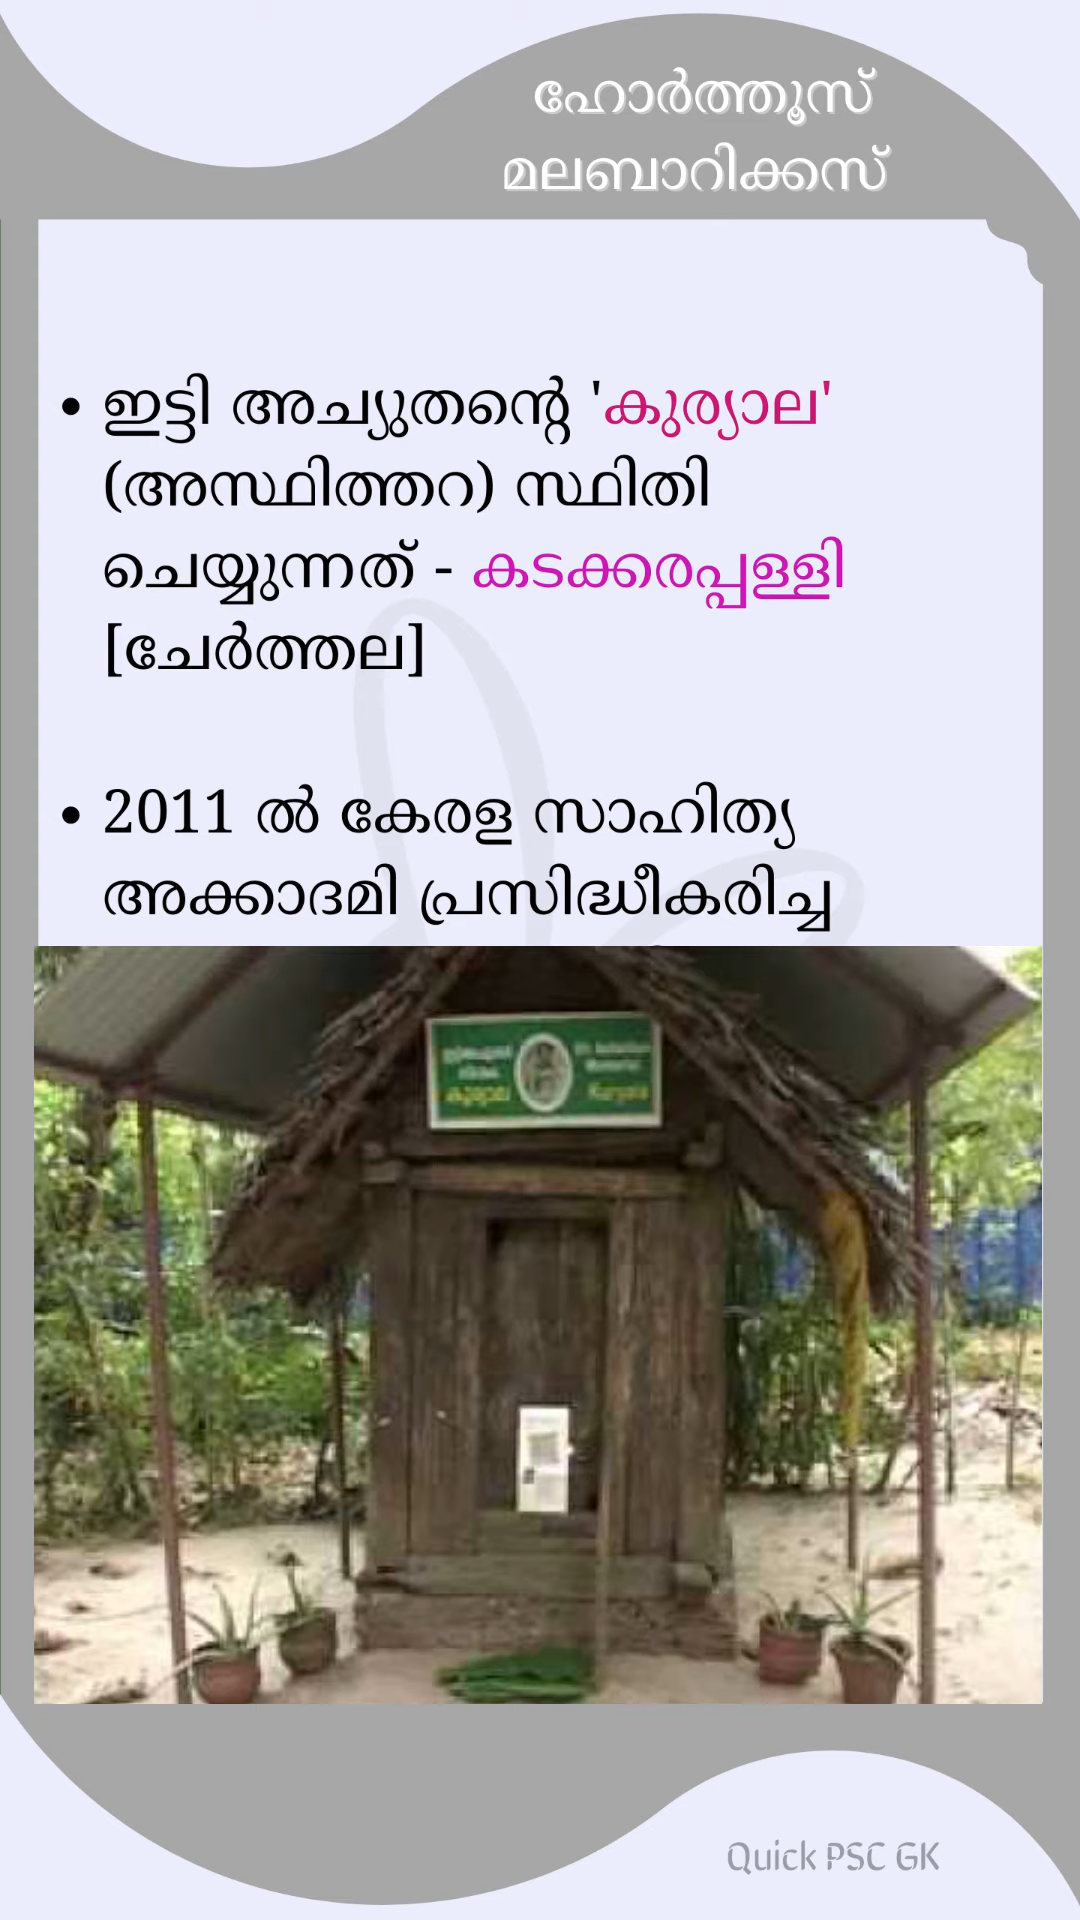 ഹോർത്തൂസ്
മലബാറിക്കസ്
• ഇട്ടി അച്യുതന്റെ 'കുര്യാല'
(അസ്ഥിത്തറ) സ്ഥിതി
ചെയ്യുന്നത് - കടക്കരപ്പള്ളി
[ചേർത്തല]
• 2011 ൽ കേരള സാഹിത്യ
അക്കാദമി പ്രസിദ്ധീകരിച്ച
Quick PSC GK